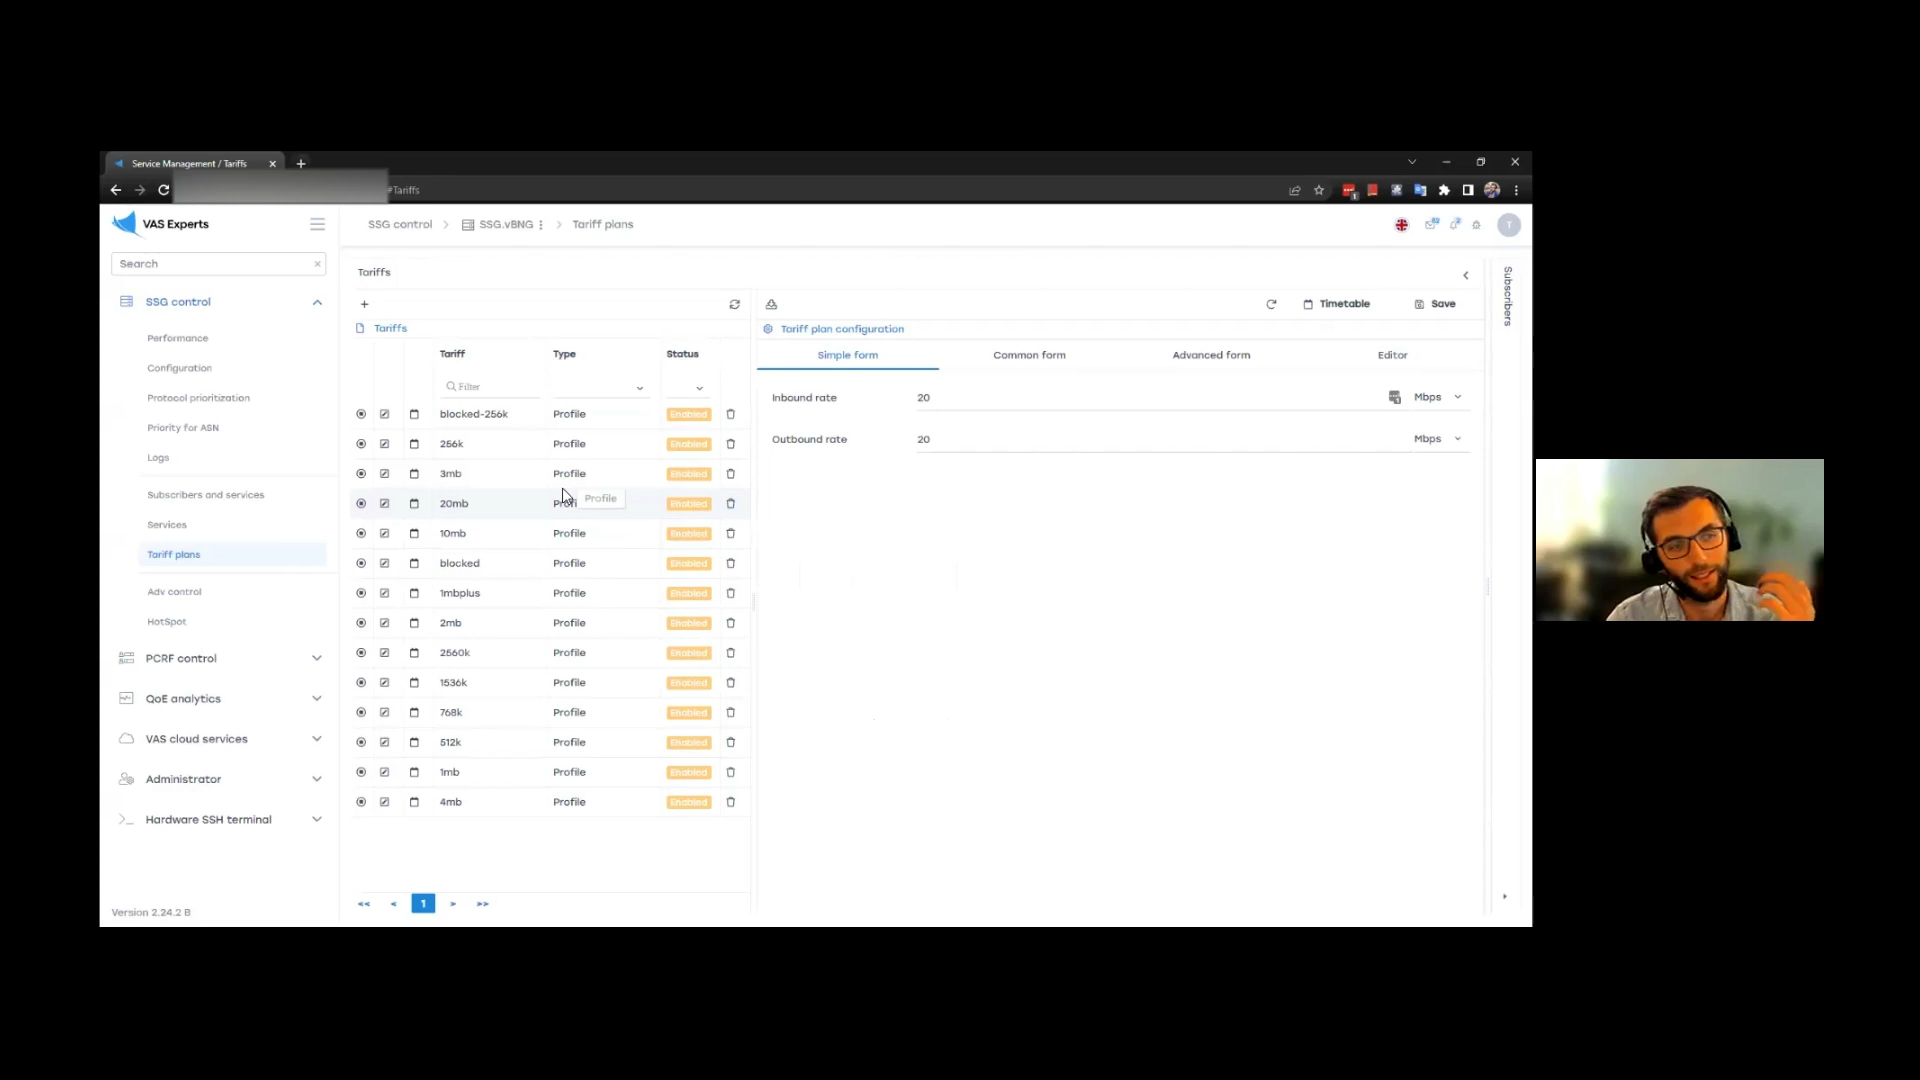 Service Management / Tariffs
#Tariffs
VAS Experts
SSG control > SSG.vBNG > Tariff plans
T
Search
SSG control
Performance
Configuration
Protocol prioritization
Priority for ASN
Logs
Subscribers and services
Services
Tariff plans
Adv control
HotSpot
PCRF control
QoE analytics
VAS cloud services
Administrator
Hardware SSH terminal
Version 2.24.2 B
Tariffs
Tariffs
Tariff Type Status
Filter
blocked-256k Profile Enabled
256k Profile Enabled
3mb Profile Enabled
20mb Profi Enabled
Profile
10mb Profile Enabled
blocked Profile Enabled
1mbplus Profile Enabled
2mb Profile Enabled
2560k Profile Enabled
1536k Profile Enabled
768k Profile Enabled
512k Profile Enabled
1mb Profile Enabled
4mb Profile Enabled
<< < 1 > >>
Timetable Save
Tariff plan configuration
Simple form Common form Advanced form Editor
Inbound rate 20 Mbps
Outbound rate 20 Mbps
Subscribers